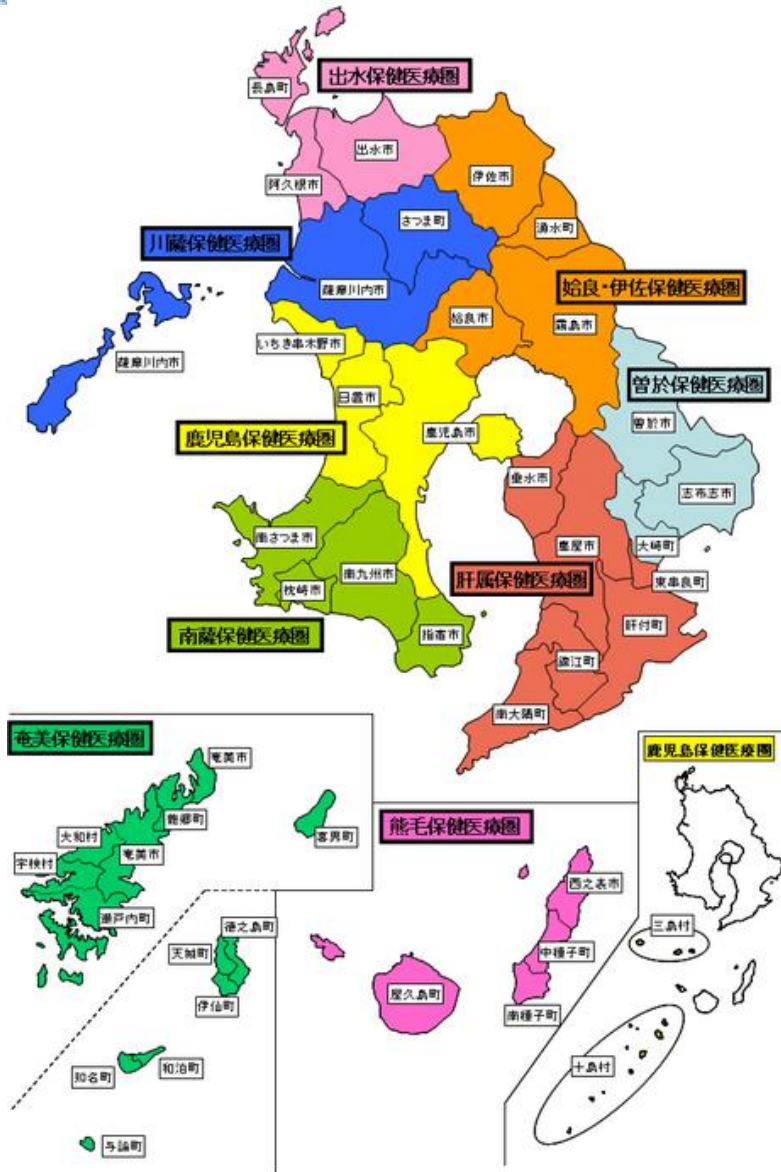 出水保健医療圏
長島町
出水市
阿久根市
伊佐市
湧水町
川薩保健医療圏
さつま町
薩摩川内市
薩摩川内市
姶良・伊佐保健医療圏
姶良市
霧島市
いちき串木野市
日置市
鹿児島保健医療圏
鹿児島市
曽於保健医療圏
曽於市
志布志市
大崎町
垂水市
鹿屋市
東串良町
肝属保健医療圏
肝付町
錦江町
南大隅町
南さつま市
南九州市
枕崎市
指宿市
南薩保健医療圏
奄美保健医療圏
奄美市
龍郷町
大和村
奄美市
宇検村
瀬戸内町
喜界町
徳之島町
天城町
伊仙町
和泊町
知名町
与論町
熊毛保健医療圏
西之表市
中種子町
屋久島町
南種子町
鹿児島保健医療圏
三島村
十島村